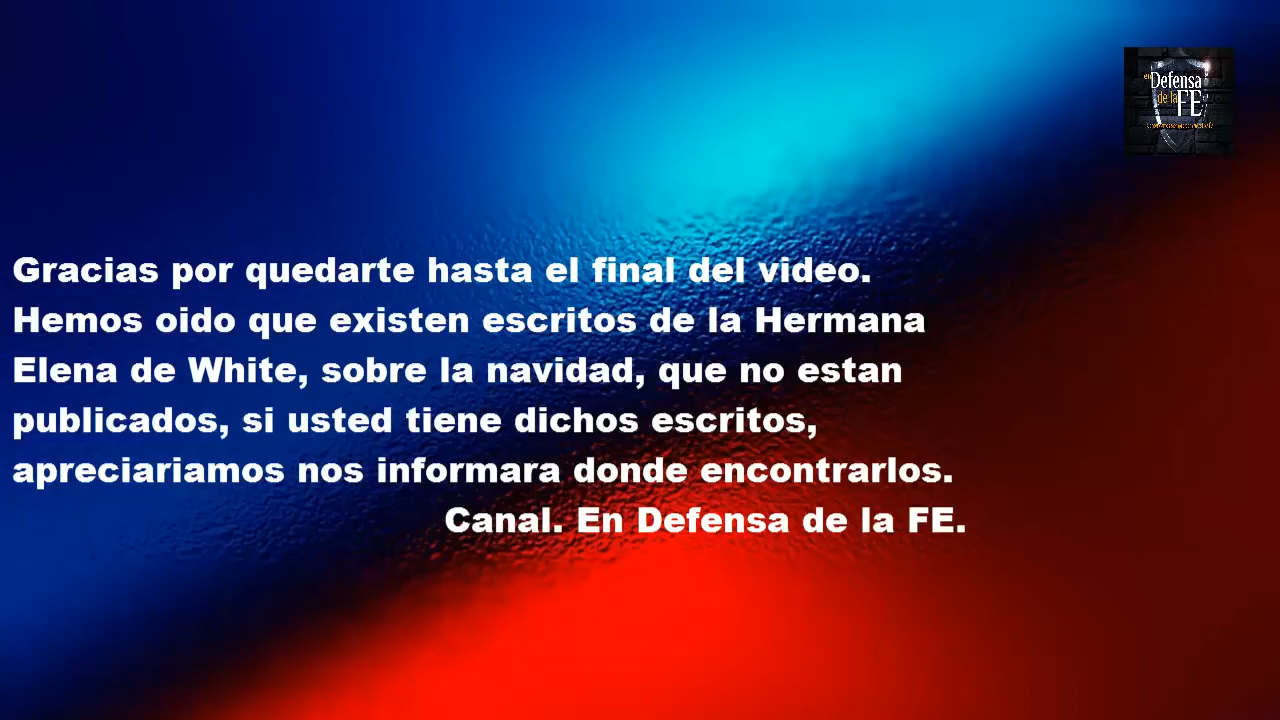 en
Defensa
de la FE
Gracias por quedarte hasta el final del video.
Hemos oido que existen escritos de la Hermana
Elena de White, sobre la navidad, que no estan
publicados, si usted tiene dichos escritos,
apreciariamos nos informara donde encontrarlos.
Canal. En Defensa de la FE.